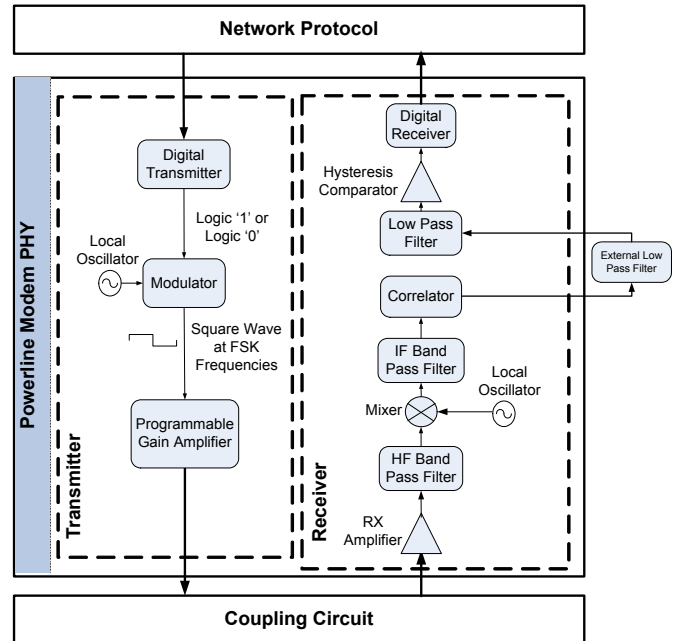 Network Protocol
Powerline Modem PHY
Transmitter
Digital
Transmitter
Logic ‘1’ or
Logic ‘0’
Local
Oscillator
Modulator
Square Wave
at FSK
Frequencies
Programmable
Gain Amplifier
Receiver
Digital
Receiver
Hysteresis
Comparator
Low Pass
Filter
External Low
Pass Filter
Correlator
IF Band
Pass Filter
Local
Oscillator
Mixer
HF Band
Pass Filter
RX
Amplifier
Coupling Circuit